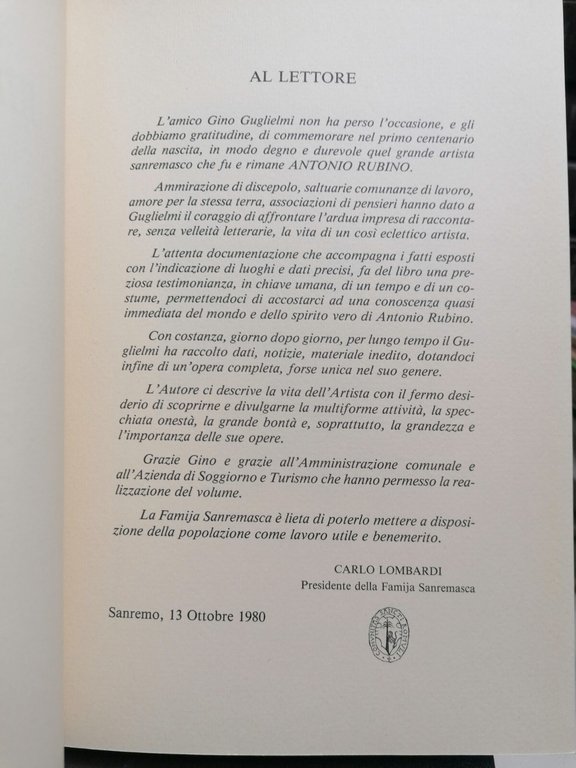 AL LETTORE
L'amico Gino Guglielmi non ha perso l'occasione, e gli
dobbiamo gratitudine, di commemorare nel primo centenario
della nascita, in modo degno e durevole quel grande artista
sanremasco che fu e rimane ANTONIO RUBINO.
Ammirazione di discepolo, saltuarie comunanze di lavoro,
amore per la stessa terra, associazioni di pensieri hanno dato a
Guglielmi il coraggio di affrontare l'ardua impresa di racconta-
re, senza velleità letterarie, la vita di un così eclettico artista.
L'attenta documentazione che accompagna i fatti esposti
con l'indicazione di luoghi e dati precisi, fa del libro una pre-
ziosa testimonianza, in chiave umana, di un tempo e di un co-
stume, permettendoci di accostarci ad una conoscenza quasi
immediata del mondo e dello spirito vero di Antonio Rubino.
Con costanza, giorno dopo giorno, per lungo tempo il Gu-
glielmi ha raccolto dati, notizie, materiale inedito, dotandoci
infine di un'opera completa, forse unica nel suo genere.
L'Autore ci descrive la vita dell'Artista con il fermo desi-
derio di scoprirne e divulgarne la multiforme attività, la spec-
chiata onestà, la grande bontà e, soprattutto, la grandezza e
l'importanza delle sue opere.
Grazie Gino e grazie all'Amministrazione comunale e
all'Azienda di Soggiorno e Turismo che hanno permesso la rea-
lizzazione del volume.
La Famija Sanremasca è lieta di poterlo mettere a disposi-
zione della popolazione come lavoro utile e benemerito.
CARLO LOMBARDI
Presidente della Famija Sanremasca
Sanremo, 13 Ottobre 1980